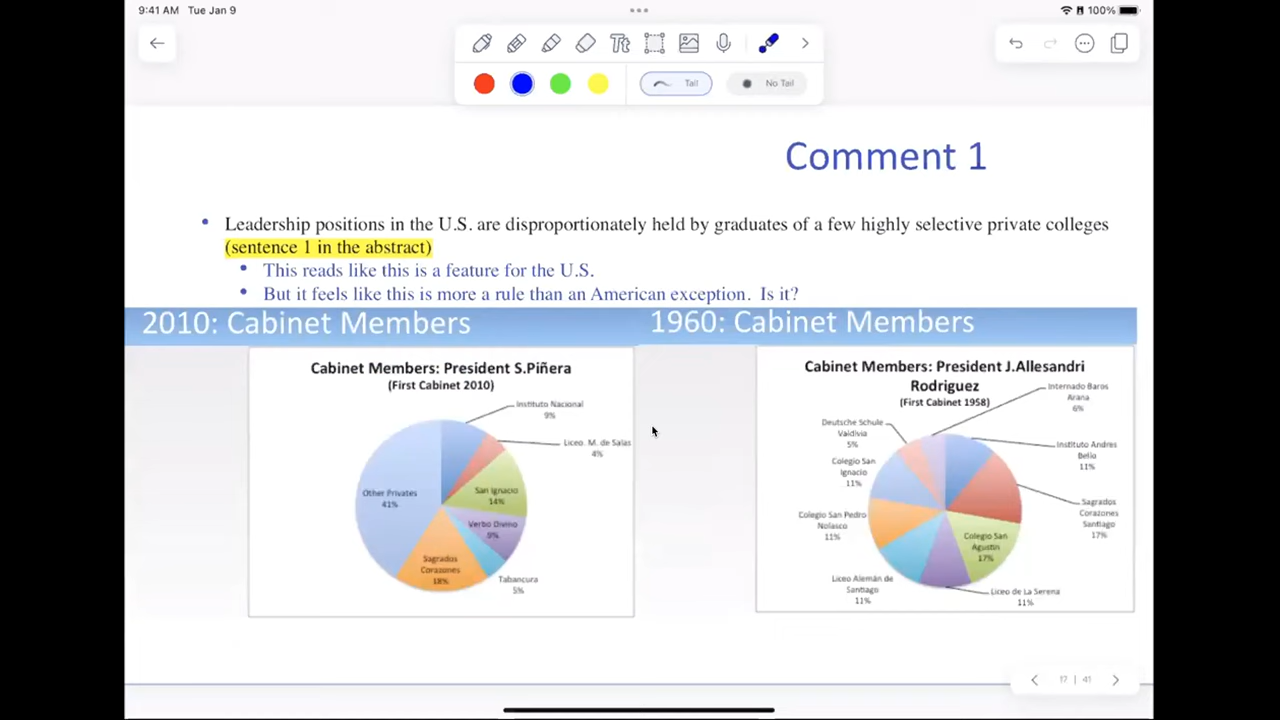 9:41 AM Tue Jan 9
100%
Tt
Tail
No Tail
Comment 1
• Leadership positions in the U.S. are disproportionately held by graduates of a few highly selective private colleges
(sentence 1 in the abstract)
• This reads like this is a feature for the U.S.
• But it feels like this is more a rule than an American exception. Is it?
2010: Cabinet Members
Cabinet Members: President S.Piñera
(First Cabinet 2010)
Instituto Nacional
9%
Liceo. M. de Salas
4%
San Ignacio
14%
Verbo Divino
9%
Tabancura
5%
Sagrados
Corazones
18%
Other Privates
41%
1960: Cabinet Members
Cabinet Members: President J.Allesandri
Rodriguez
(First Cabinet 1958)
Internado Baros
Arana
6%
Instituto Andres
Bello
11%
Sagrados
Corazones
Santiago
17%
Colegio San
Agustin
17%
Liceo de La Serena
11%
Liceo Alemán de
Santiago
11%
Colegio San Pedro
Nolasco
11%
Colegio San
Ignacio
11%
Deutsche Schule
Valdivia
5%
17 | 41